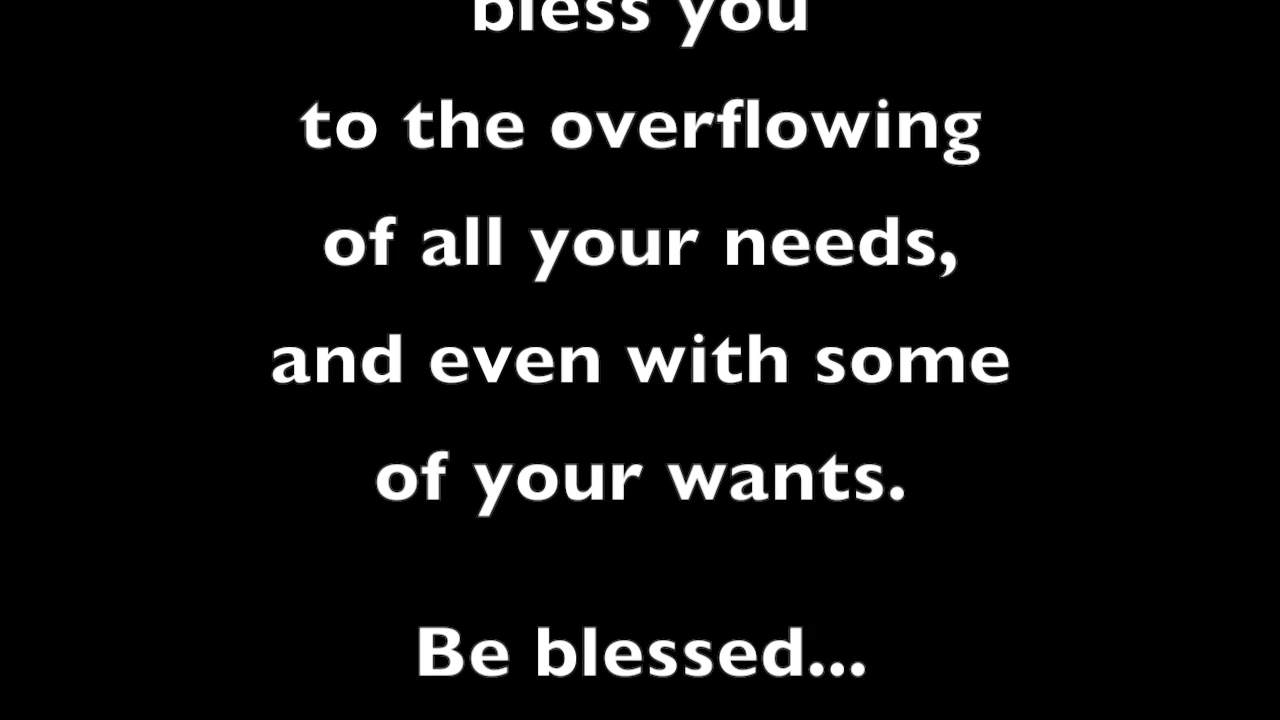 bless you
to the overflowing
of all your needs,
and even with some
of your wants.
Be blessed...